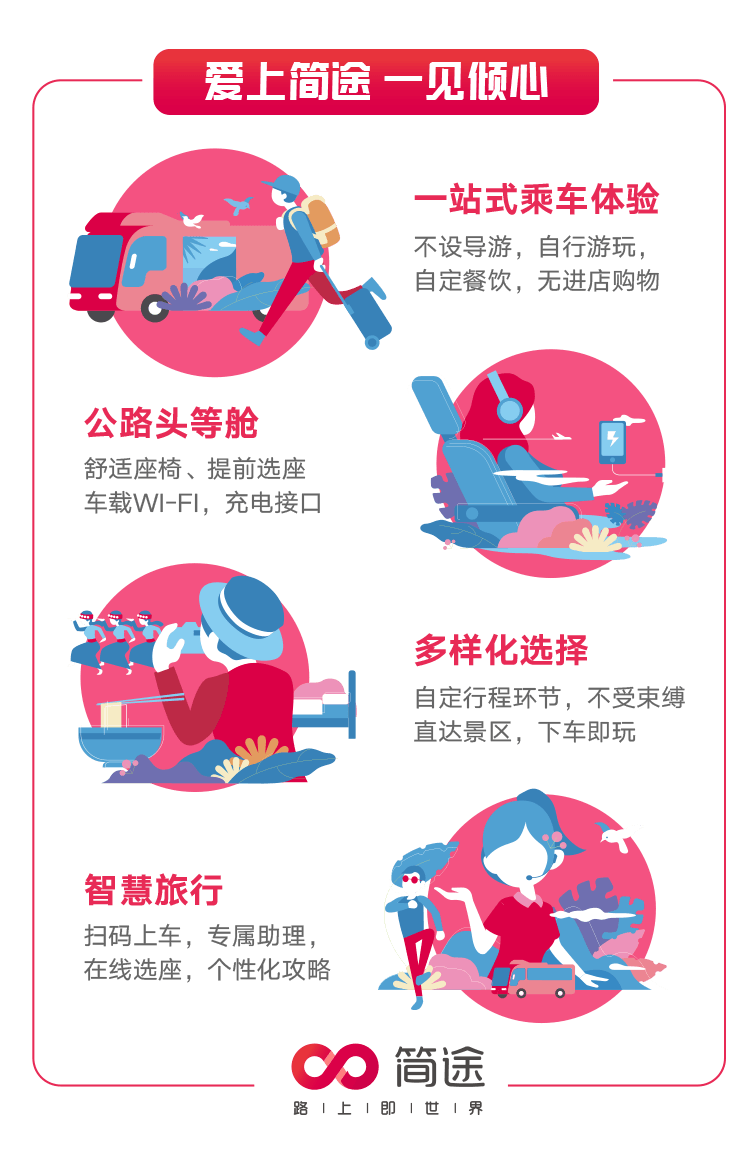 爱上简途 一见倾心
一站式乘车体验
不设导游，自行游玩，
自定餐饮，无进店购物
公路头等舱
舒适座椅、提前选座
车载WI-FI，充电接口
多样化选择
自定行程环节，不受束缚
直达景区，下车即玩
智慧旅行
扫码上车，专属助理，
在线选座，个性化攻略
简途
路|上|即|世|界